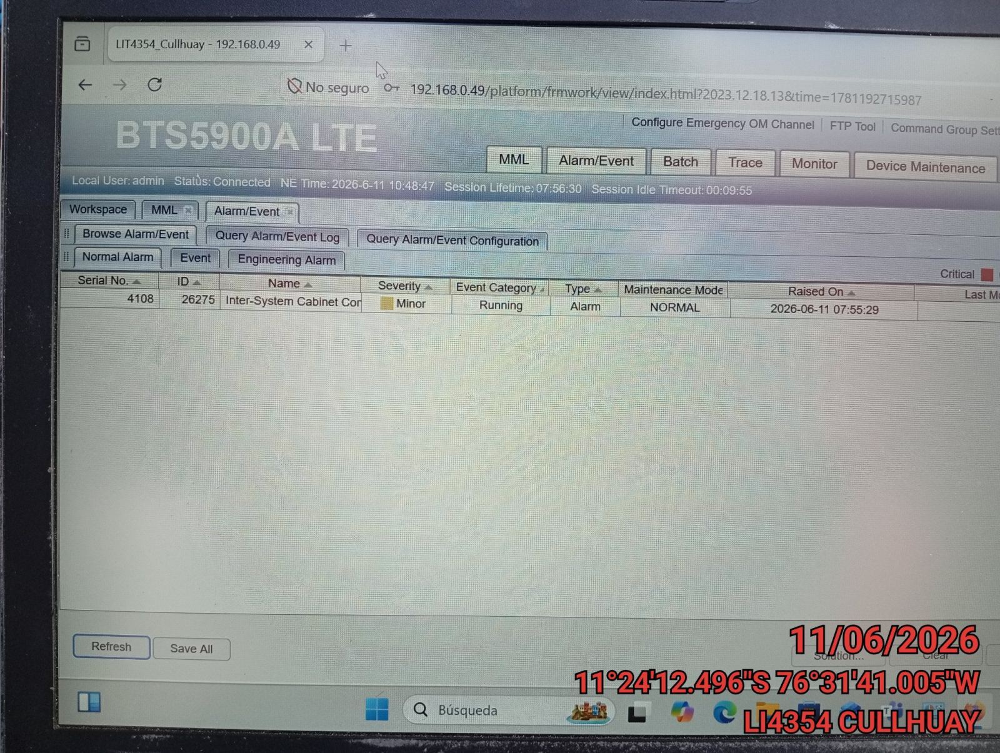 LIT4354_Cullhuay - 192.168.0.49
No seguro 192.168.0.49/platform/frmwork/view/index.html?2023.12.18.13&time=1781192715987
Configure Emergency OM Channel FTP Tool Command Group
BTS5900A LTE
MML Alarm/Event Batch Trace Monitor Device Maintenance
Local User: admin Status: Connected NE Time: 2026-6-11 10:48:47 Session Lifetime: 07:56:30 Session Idle Timeout: 00:09:55
Workspace MML Alarm/Event
Browse Alarm/Event Query Alarm/Event Log Query Alarm/Event Configuration
Normal Alarm Event Engineering Alarm
Critical
Serial No. ID Name Severity Event Category Type Maintenance Mode Raised On Last
4108 26275 Inter-System Cabinet Cor Minor Running Alarm NORMAL 2026-06-11 07:55:29
Refresh Save All Solution... Clear
11/06/2026
11°24'12.496"S 76°31'41.005"W
Búsqueda
LI4354 CULLHUAY